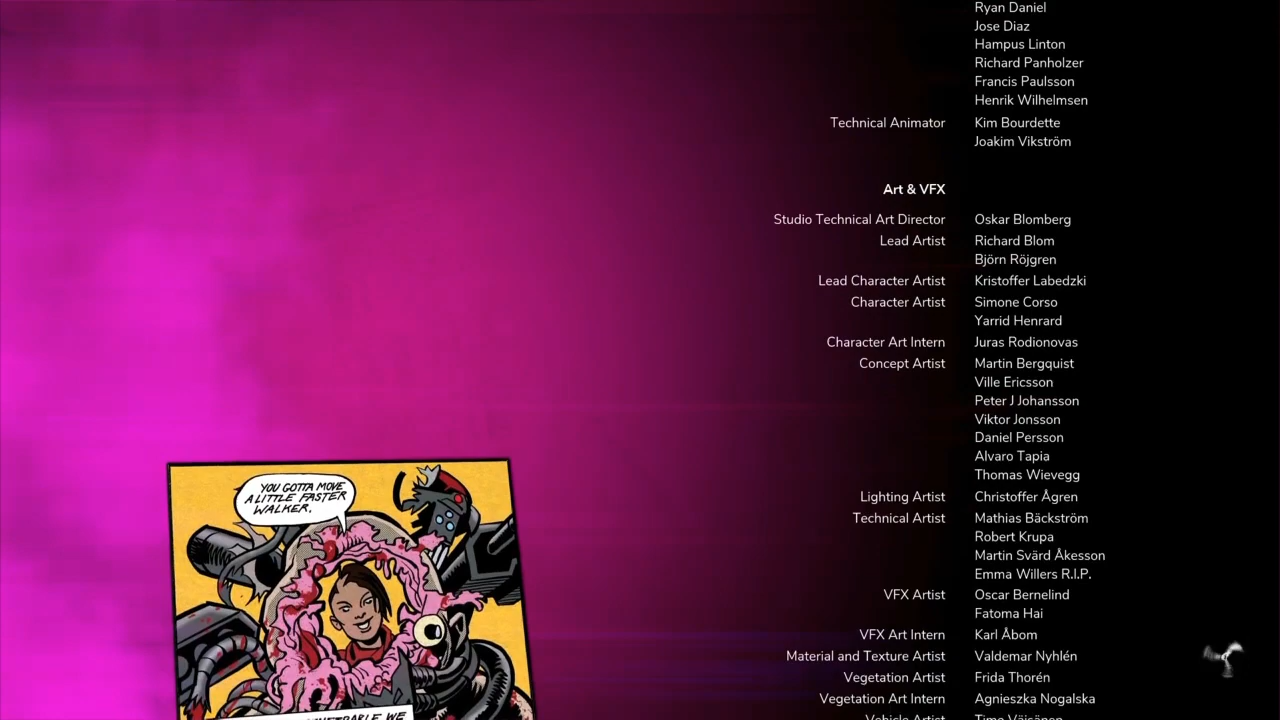 Ryan Daniel
Jose Diaz
Hampus Linton
Richard Panholzer
Francis Paulsson
Henrik Wilhelmsen
Technical Animator Kim Bourdette
Joakim Vikström
Art & VFX
Studio Technical Art Director Oskar Blomberg
Lead Artist Richard Blom
Björn Röjgren
Lead Character Artist Kristoffer Labedzki
Character Artist Simone Corso
Yarrid Henrard
Character Art Intern Juras Rodionovas
Concept Artist Martin Bergquist
Ville Ericsson
Peter J Johansson
Viktor Jonsson
Daniel Persson
Alvaro Tapia
Thomas Wievegg
Lighting Artist Christoffer Ågren
Technical Artist Mathias Bäckström
Robert Krupa
Martin Svärd Åkesson
Emma Willers R.I.P.
VFX Artist Oscar Bernelind
Fatoma Hai
VFX Art Intern Karl Åbom
Material and Texture Artist Valdemar Nyhlén
Vegetation Artist Frida Thorén
Vegetation Art Intern Agnieszka Nogalska
Vehicle Artist Timo Väisänen
YOU GOTTA MOVE
A LITTLE FASTER
WALKER.
WE